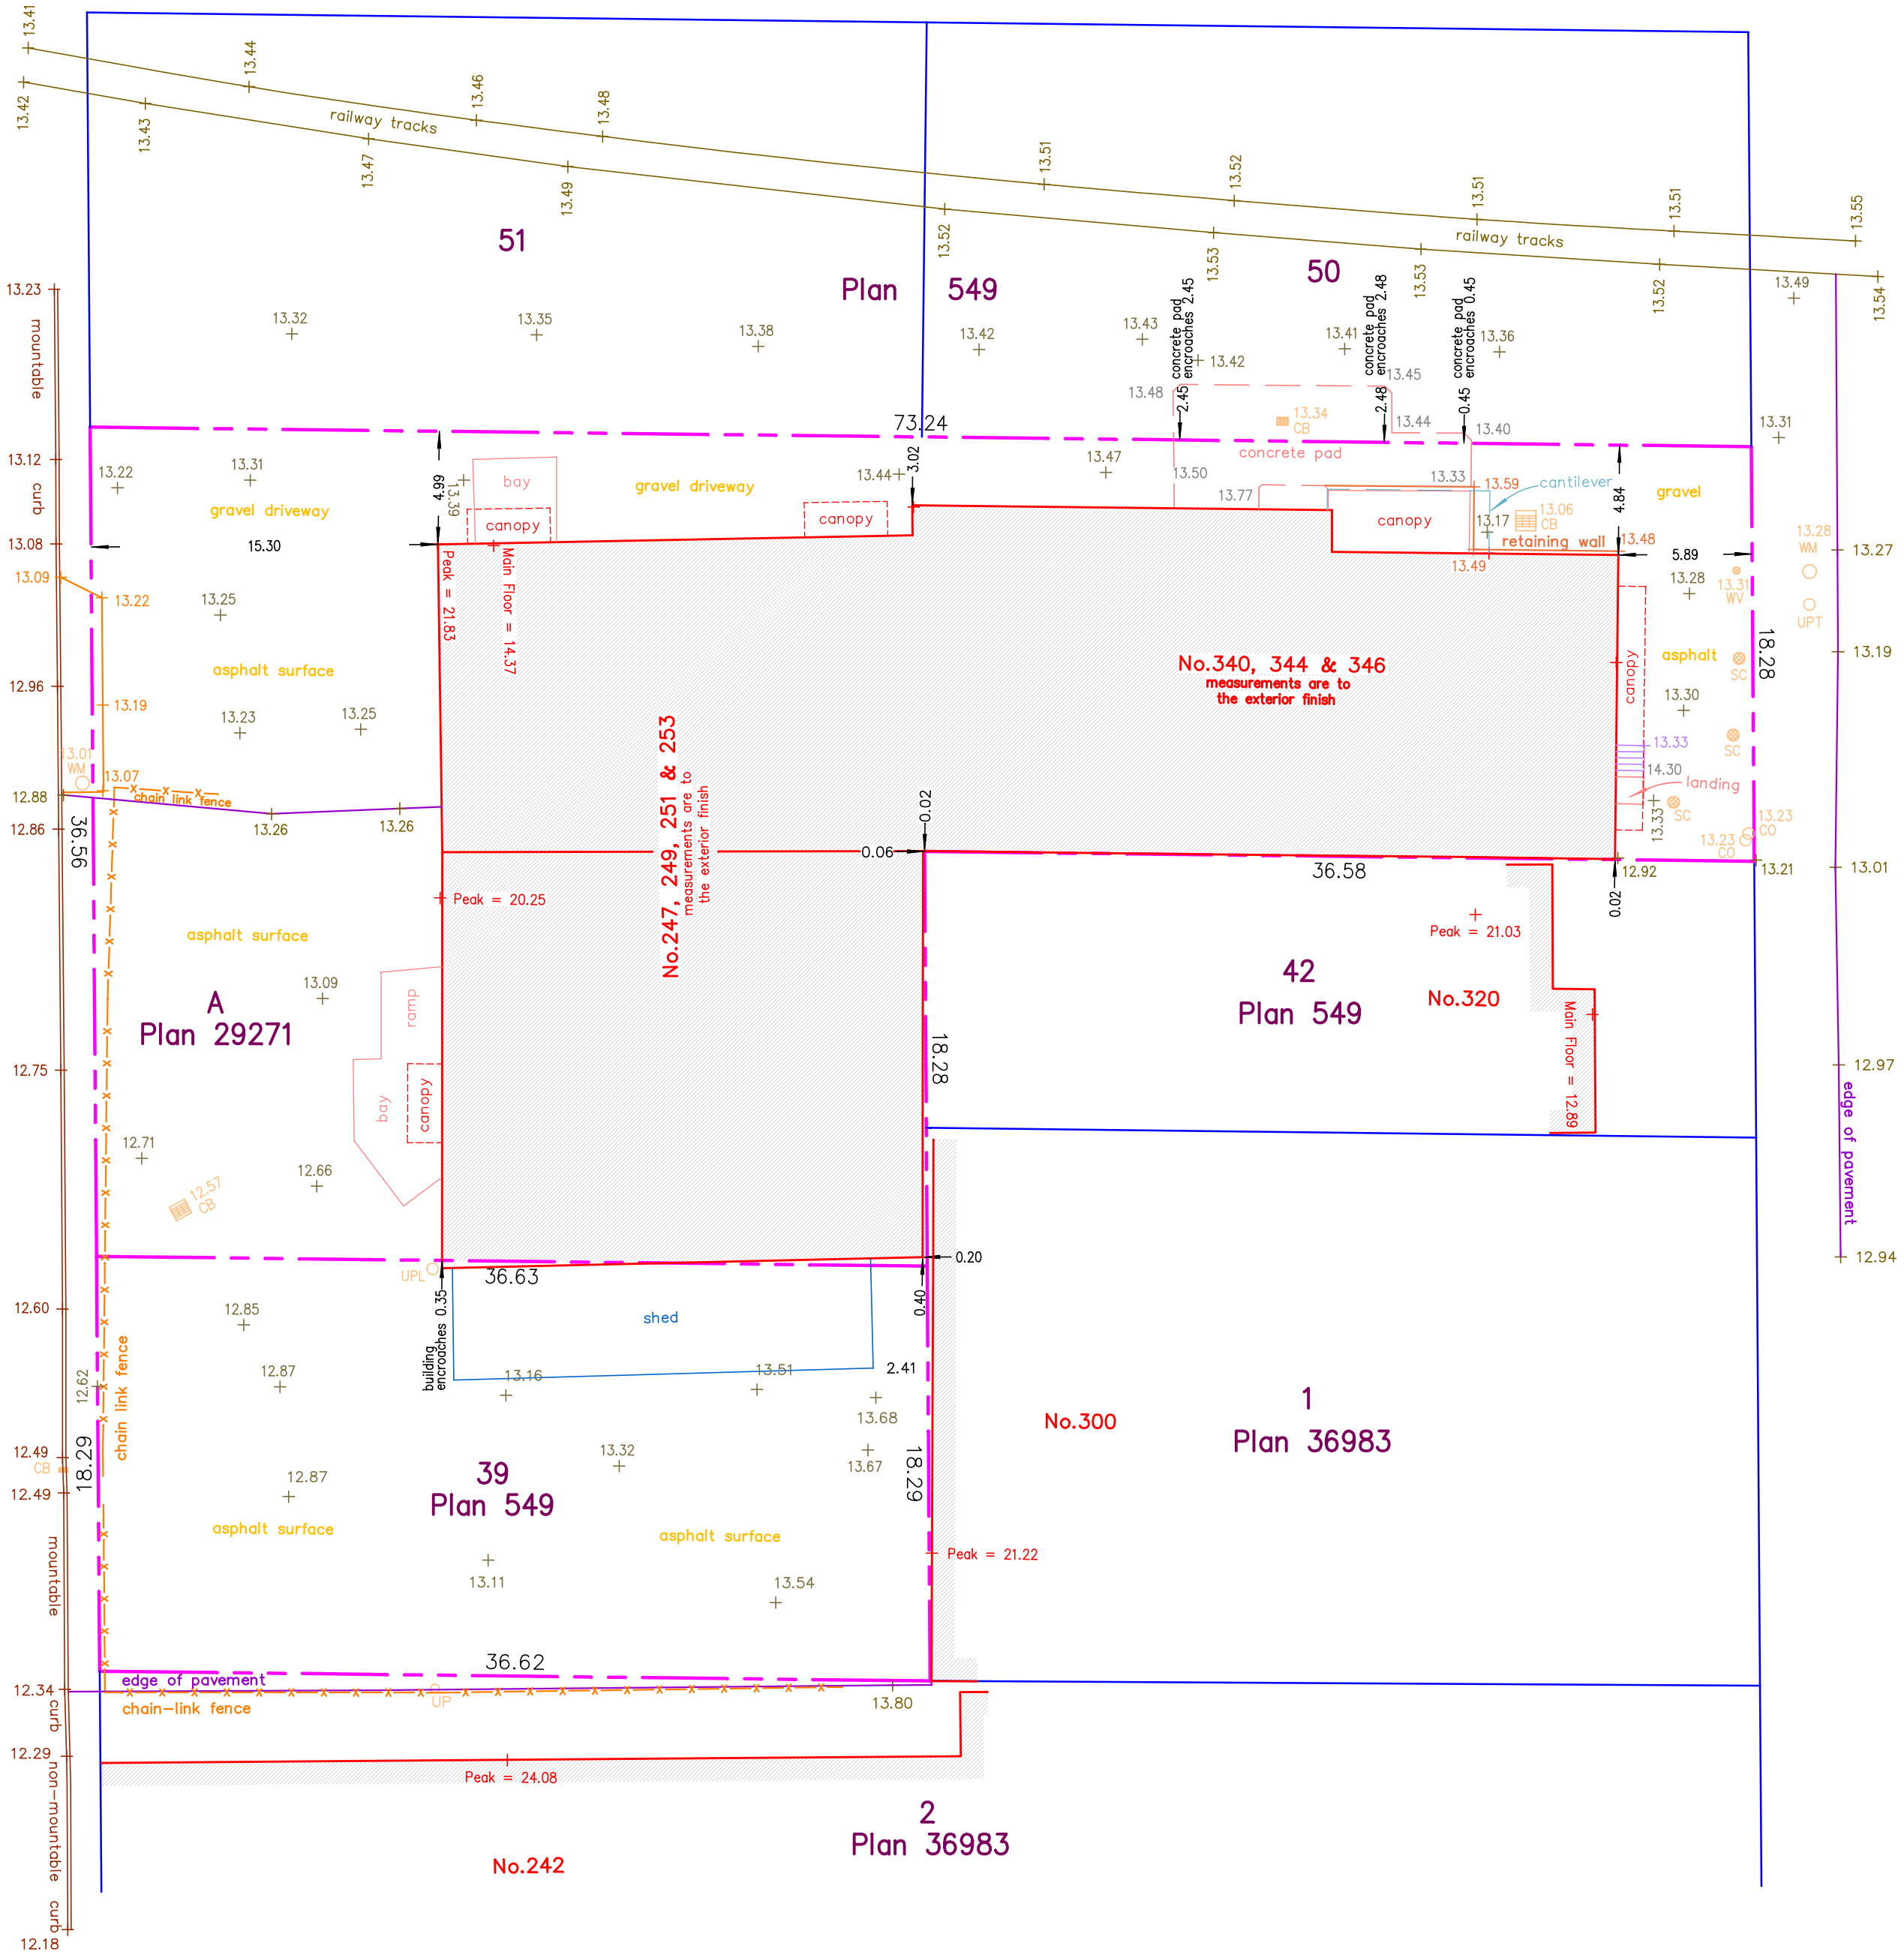 13.41
13.44
13.46
13.48
13.42
13.43
railway tracks
13.47
13.49
13.51
13.52
13.51
13.51
13.55
13.52
13.53
13.53
railway tracks
13.52
13.54
51
50
Plan 549
13.23
13.32
13.35
13.38
13.42
13.43
13.42
13.41
13.36
13.49
concrete pad
encroaches 2.45
concrete pad
encroaches 2.48
concrete pad
encroaches 0.45
mountable
13.48
13.45
2.45
2.48
0.45
13.34
CB
13.44
13.40
13.31
73.24
13.12
13.22
13.31
4.99
13.39
bay
gravel driveway
13.44
3.02
13.47
concrete pad
13.50
13.33
13.59
cantilever
4.84
gravel
curb
gravel driveway
canopy
canopy
13.77
canopy
13.17
13.06
CB
retaining wall
13.48
13.28
WM
13.08
15.30
13.49
5.89
13.27
13.09
13.22
13.25
Peak = 21.83
Main Floor = 14.37
13.28
13.31
WV
UPT
asphalt surface
No.340, 344 & 346
measurements are to
the exterior finish
canopy
asphalt
18.28
SC
13.19
12.96
13.19
13.23
13.25
No.247, 249, 251 & 253
measurements are to
the exterior finish
13.30
13.01
WM
13.07
chain link fence
13.33
SC
14.30
landing
12.88
12.86
36.56
13.26
13.26
0.02
0.06
36.58
13.33
SC
13.23
CO
13.23
CO
12.92
13.21
13.01
0.02
Peak = 20.25
Peak = 21.03
asphalt surface
42
Plan 549
No.320
A
Plan 29271
13.09
ramp
Main Floor = 12.89
18.28
12.75
bay
canopy
12.97
edge of pavement
12.71
12.66
12.57
CB
12.94
UPL
36.63
0.20
building
encroaches 0.35
0.40
12.60
12.85
shed
chain link fence
12.62
12.87
13.16
13.51
2.41
13.68
1
Plan 36983
No.300
12.49
CB
12.49
18.29
12.87
39
Plan 549
13.32
13.67
18.29
asphalt surface
asphalt surface
mountable
13.11
13.54
Peak = 21.22
36.62
edge of pavement
12.34
UP
chain-link fence
13.80
curb
12.29
Peak = 24.08
non-mountable curb
2
Plan 36983
No.242
12.18